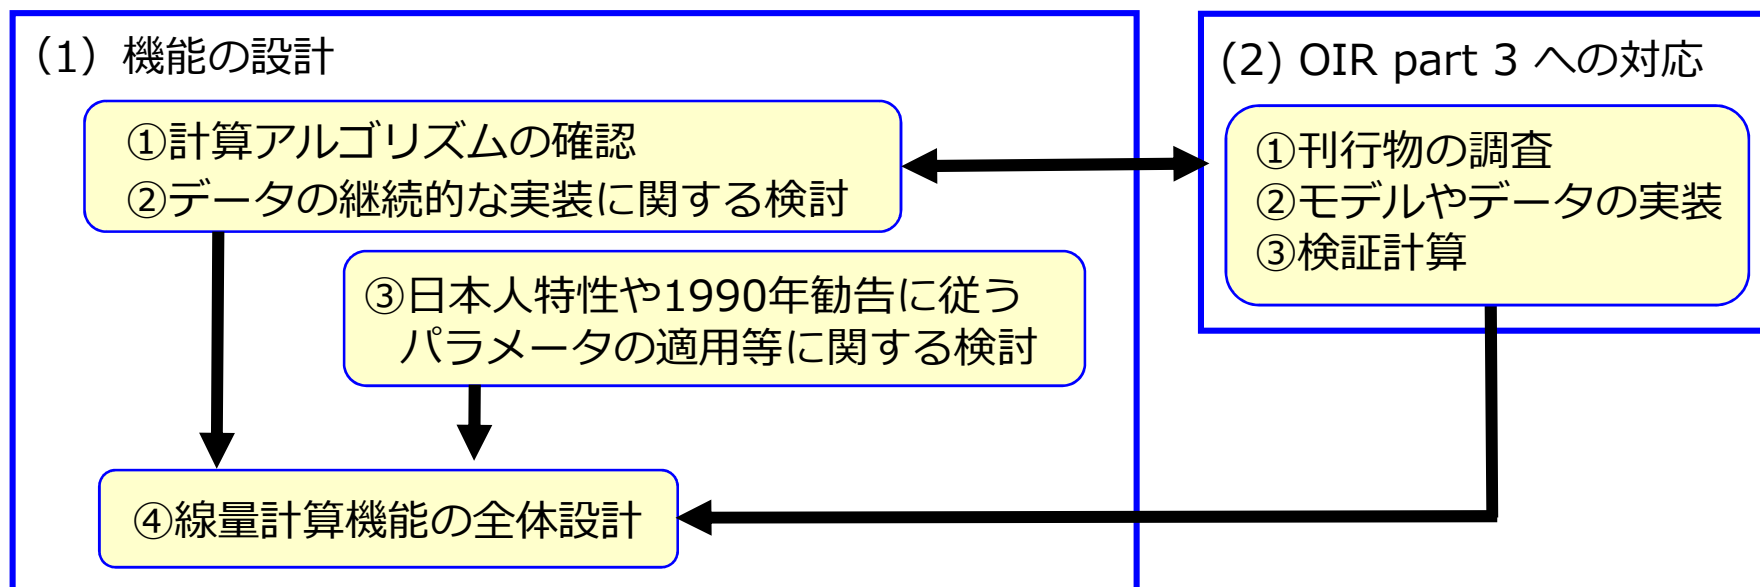 （1）機能の設計
①計算アルゴリズムの確認
②データの継続的な実装に関する検討
③日本人特性や1990年勧告に従う
パラメータの適用等に関する検討
④線量計算機能の全体設計
(2) OIR part 3 への対応
①刊行物の調査
②モデルやデータの実装
③検証計算